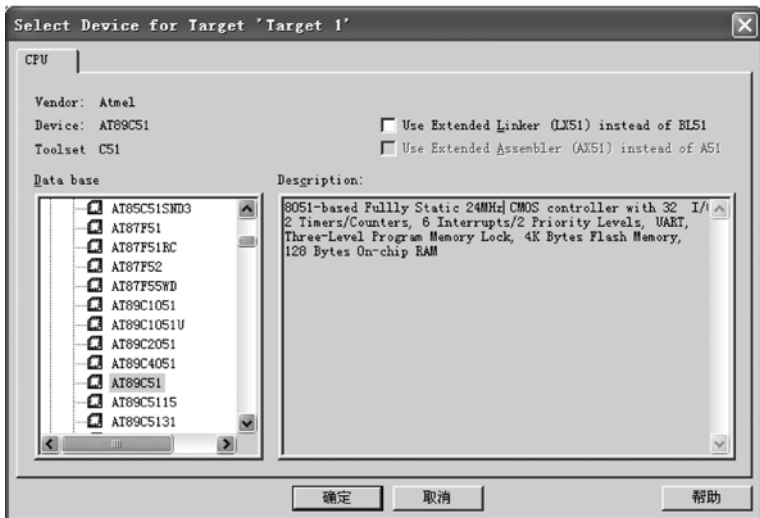 Select Device for Target 'Target 1'
CPU
Vendor: Atmel
Device: AT89C51
Toolset C51
Use Extended Linker (LX51) instead of BL51
Use Extended Assembler (AX51) instead of A51
Data base
AT85C51SND3
AT87F51
AT87F51RC
AT87F52
AT87F55WD
AT89C1051
AT89C1051U
AT89C2051
AT89C4051
AT89C51
AT89C5115
AT89C5131
Description:
8051-based Fullly Static 24MHz CMOS controller with 32 I/
2 Timers/Counters, 6 Interrupts/2 Priority Levels, UART,
Three-Level Program Memory Lock, 4K Bytes Flash Memory,
128 Bytes On-chip RAM
确定
取消
帮助